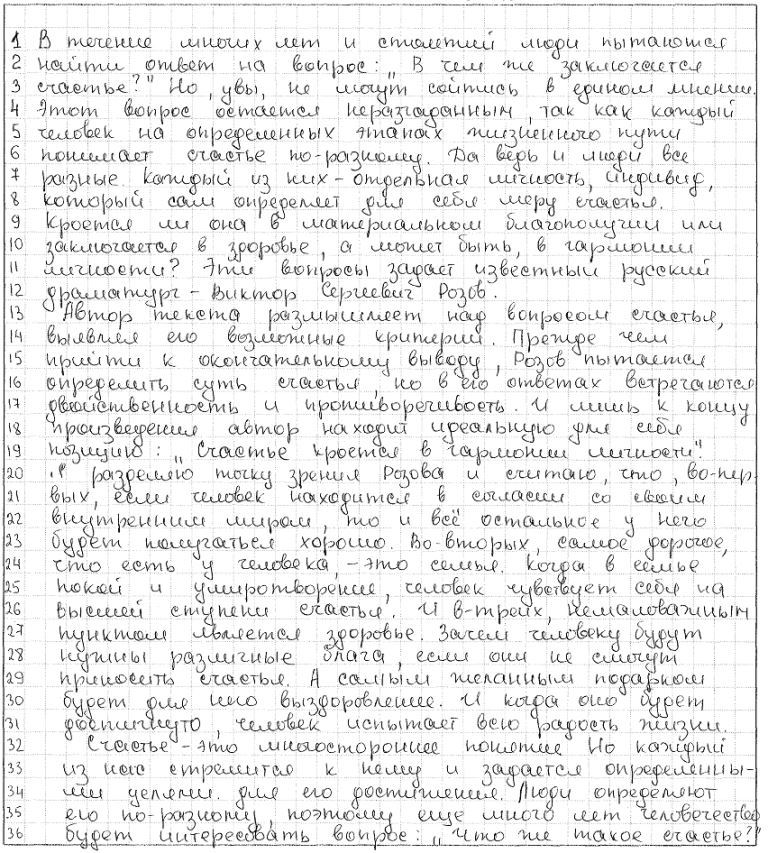 1 В течение многих лет и столетий люди пытаются
2 найти ответ на вопрос: „В чем же заключается
3 счастье?" Но, увы, не могут сойтись в едином мнении.
4 Этот вопрос остается неразгаданным, так как каждый
5 человек на определенных этапах жизненного пути
6 понимает счастье по-разному. Да ведь и люди все
7 разные. Каждый из них – отдельная личность, индивид,
8 который сам определяет для себя меру счастья.
9 Кроется ли она в материальном благополучии или
10 заключается в здоровье, а может быть, в гармонии
11 личности? Эти вопросы задает известный русский
12 драматург – Виктор Сергеевич Розов.
13 Автор текста размышляет над вопросом счастья,
14 выявляя его возможные критерии. Прежде чем
15 прийти к окончательному выводу, Розов пытается
16 определить суть счастья, но в его ответах встречаются
17 двойственность и противоречивость. И лишь к концу
18 произведения автор находит идеальную для себя
19 позицию: „Счастье кроется в гармонии личности".
20 Я разделяю точку зрения Розова и считаю, что, во-пер-
21 вых, если человек находится в согласии со своим
22 внутренним миром, то и всё остальное у него
23 будет получаться хорошо. Во-вторых, самое дорогое,
24 что есть у человека, – это семья. Когда в семье
25 покой и умиротворение, человек чувствует себя на
26 высшей ступени счастья. И в-треих, немаловажным
27 пунктом является здоровье. Зачем человеку будут
28 нужны различные блага, если они не смогут
29 приносить счастья. А самым желанным подарком
30 будет для него выздоровление. И когда оно будет
31 достигнуто, человек испытает всю радость жизни.
32 Счастье – это многостороннее понятие Но каждый
33 из нас стремится к нему и задается определенны-
34 ми целями. для его достижения. Люди определяют
35 его по-разному, поэтому еще много лет человечество
36 будет интересовать вопрос: „Что же такое счастье?"